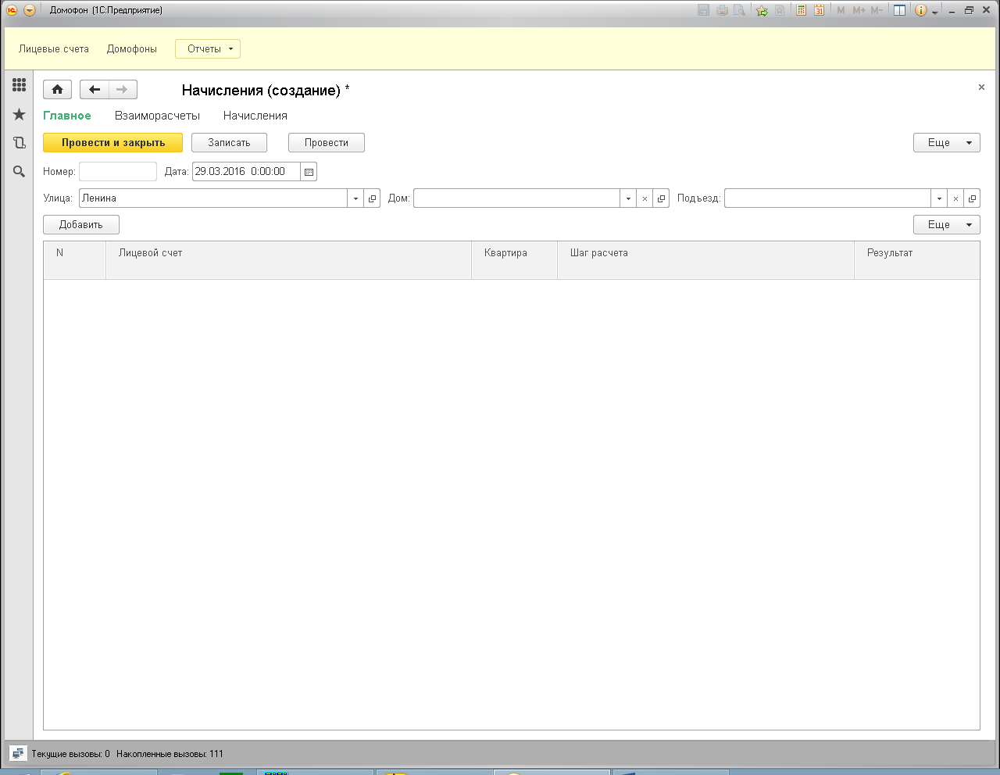 Домофон (1С:Предприятие)
31 M M+ M-
Лицевые счета Домофоны Отчеты
Начисления (создание) *
Главное Взаиморасчеты Начисления
Провести и закрыть Записать Провести Еще
Номер: Дата: 29.03.2016 0:00:00
Улица: Ленина Дом: Подъезд:
Добавить Еще
N Лицевой счет Квартира Шаг расчета Результат
Текущие вызовы: 0 Накопленные вызовы: 111